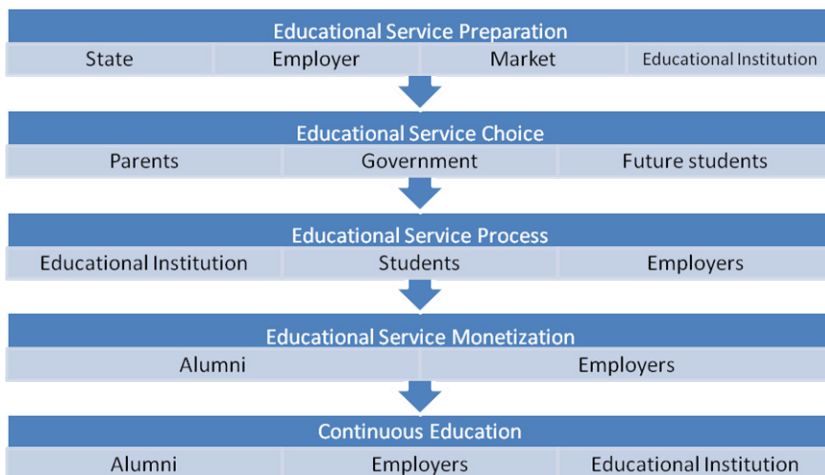 Educational Service Preparation
State Employer Market Educational Institution
Educational Service Choice
Parents Government Future students
Educational Service Process
Educational Institution Students Employers
Educational Service Monetization
Alumni Employers
Continuous Education
Alumni Employers Educational Institution